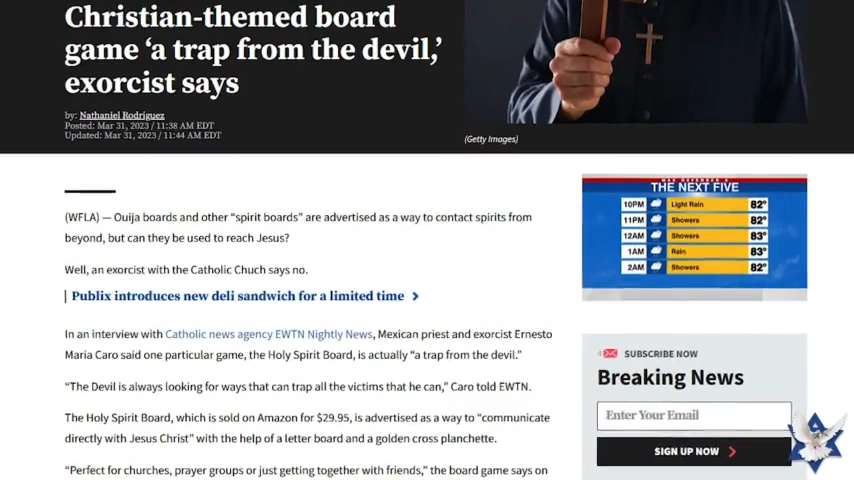 Christian-themed board
game ‘a trap from the devil,’
exorcist says
by: Nathaniel Rodriguez
Posted: Mar 31, 2023 / 11:38 AM EDT
Updated: Mar 31, 2023 / 11:44 AM EDT
(Getty Images)
(WFLA) — Ouija boards and other “spirit boards” are advertised as a way to contact spirits from
beyond, but can they be used to reach Jesus?
Well, an exorcist with the Catholic Chuch says no.
Publix introduces new deli sandwich for a limited time
In an interview with Catholic news agency EWTN Nightly News, Mexican priest and exorcist Ernesto
Maria Caro said one particular game, the Holy Spirit Board, is actually “a trap from the devil.”
“The Devil is always looking for ways that can trap all the victims that he can,” Caro told EWTN.
The Holy Spirit Board, which is sold on Amazon for $29.95, is advertised as a way to “communicate
directly with Jesus Christ” with the help of a letter board and a golden cross planchette.
“Perfect for churches, prayer groups or just getting together with friends,” the board game says on
MAX DEFENDER 8
THE NEXT FIVE
10PM Light Rain 82°
11PM Showers 82°
12AM Showers 83°
1AM Rain 83°
2AM Showers 82°
SUBSCRIBE NOW
Breaking News
Enter Your Email
SIGN UP NOW